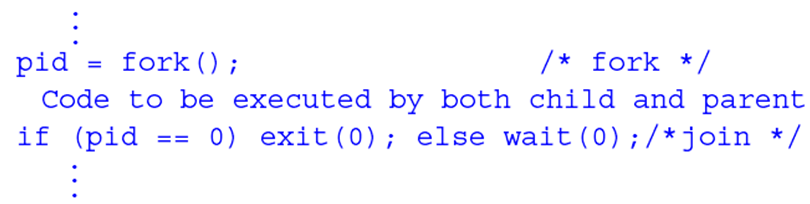 ⋮
pid = fork(); /* fork */
Code to be executed by both child and parent
if (pid == 0) exit(0); else wait(0);/*join */
⋮